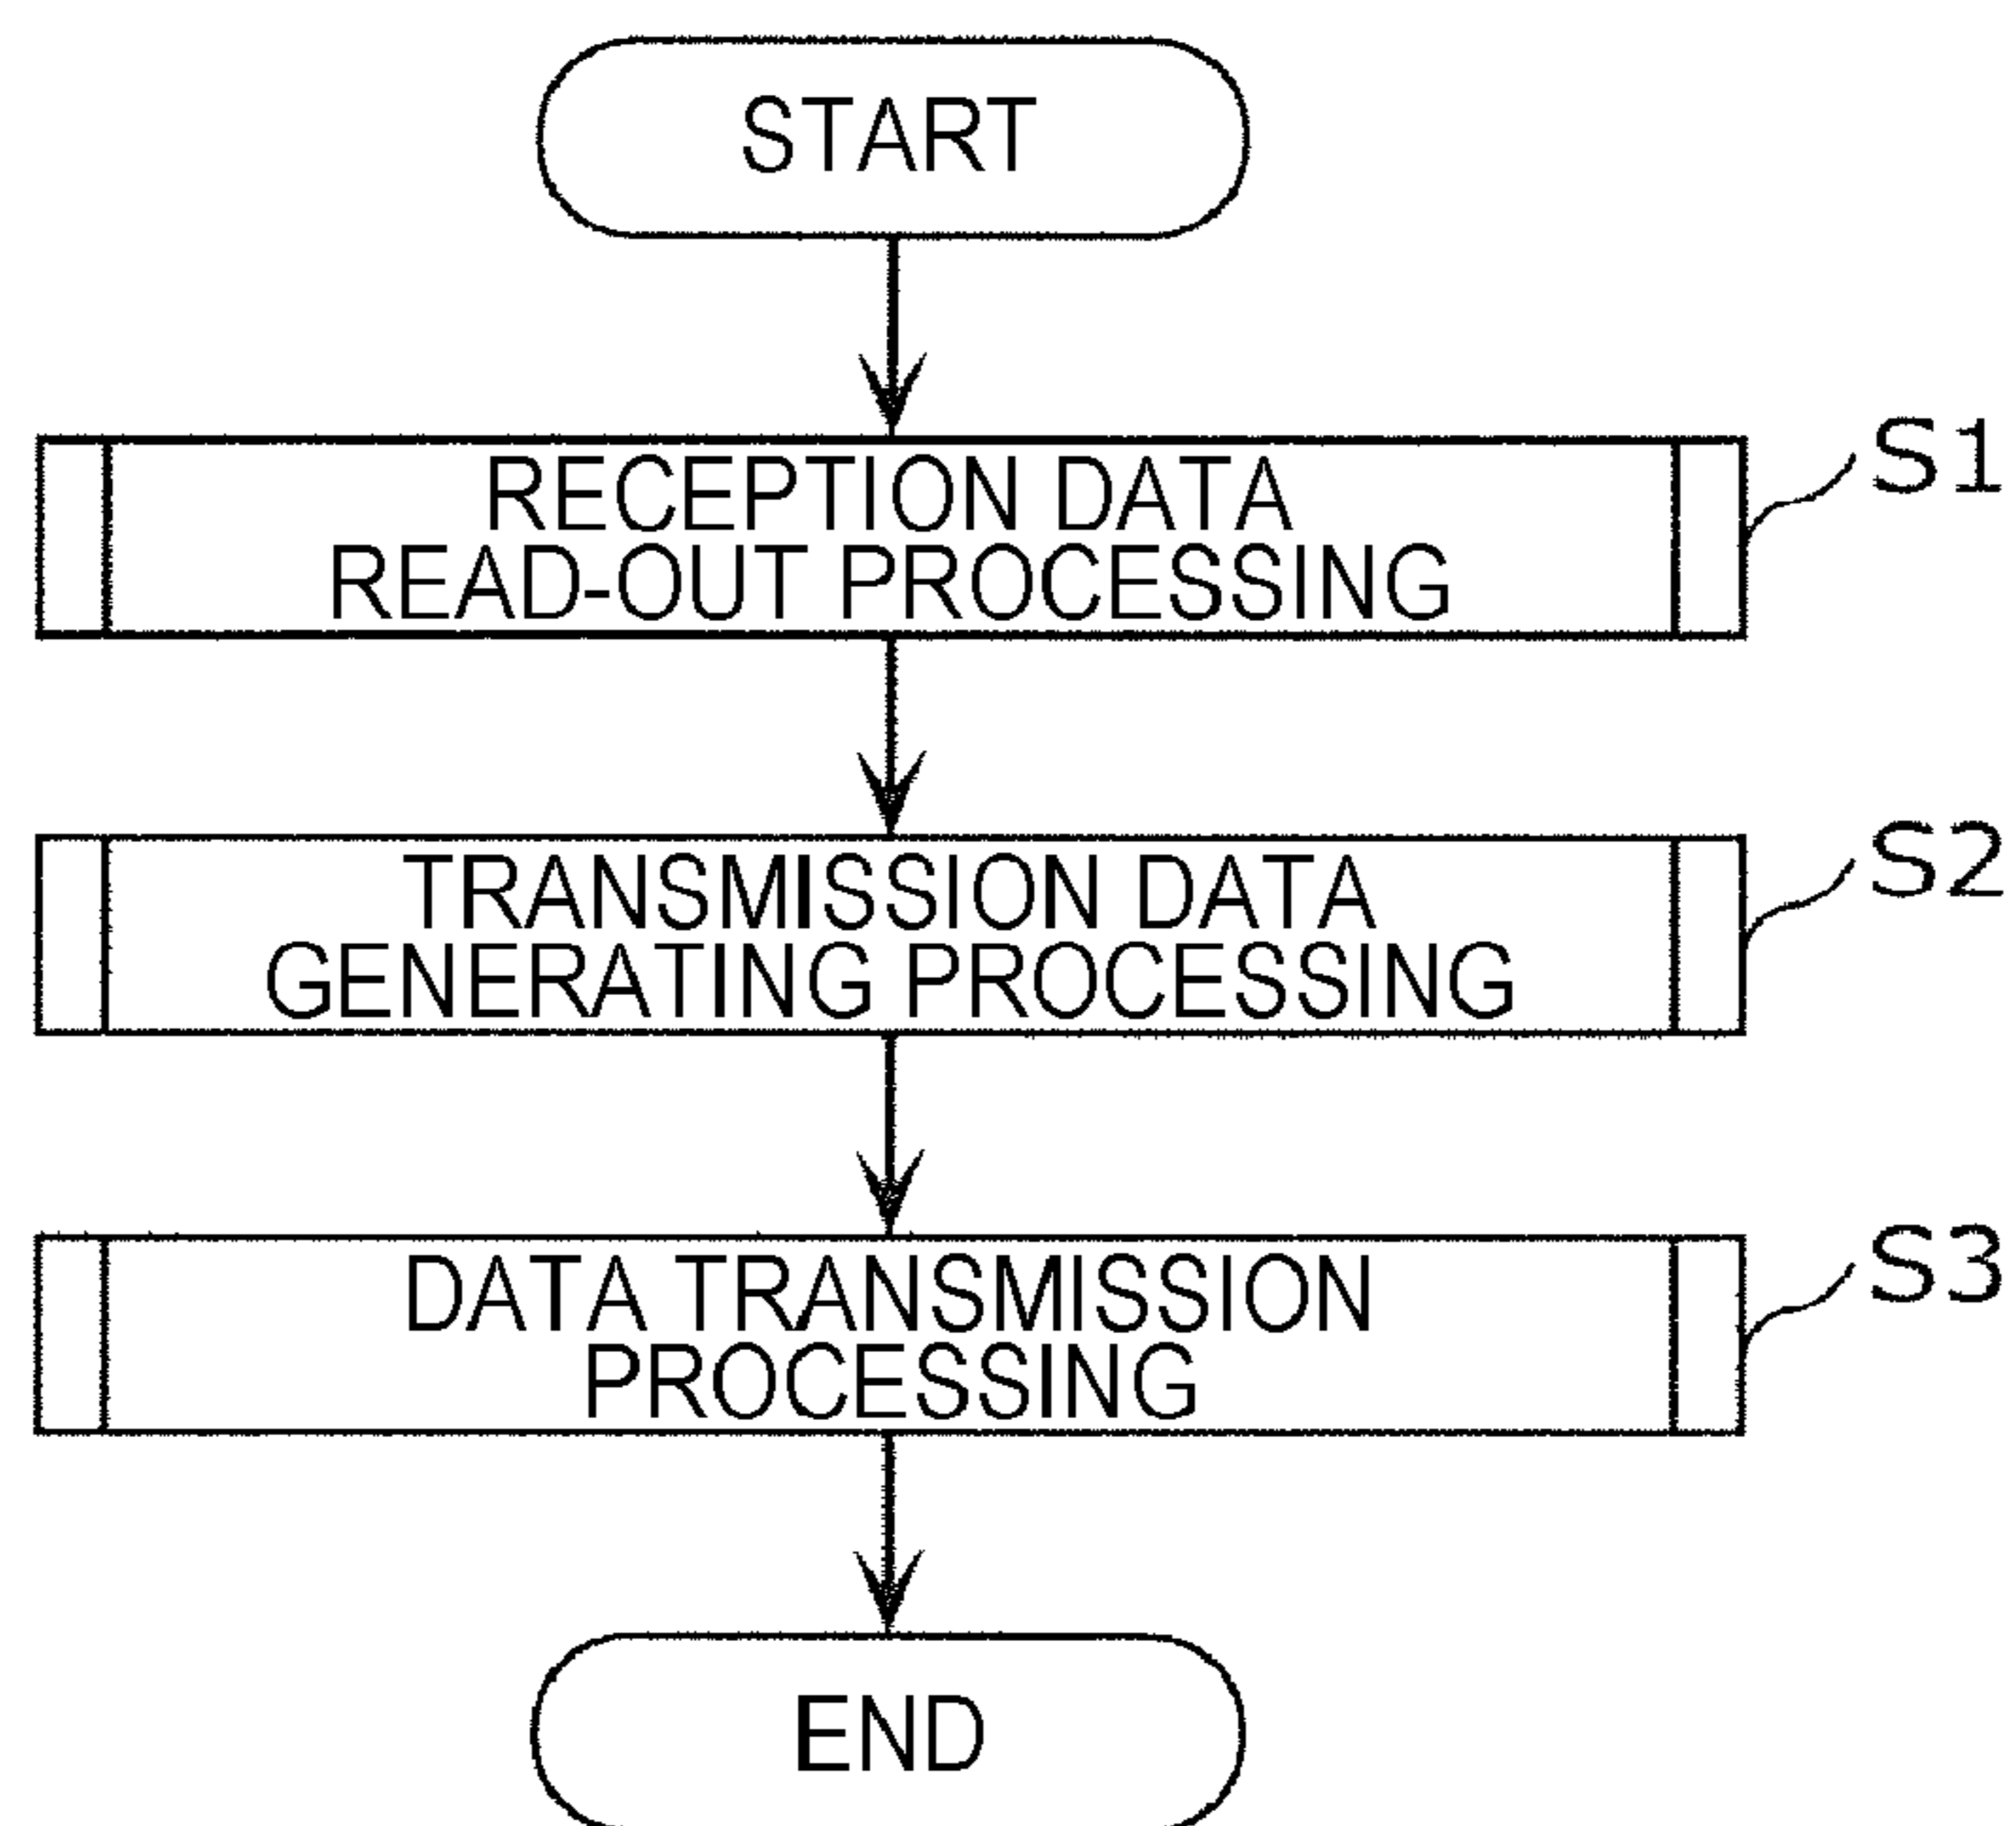 START
RECEPTION DATA
READ-OUT PROCESSING
S1
TRANSMISSION DATA
GENERATING PROCESSING
S2
DATA TRANSMISSION
PROCESSING
S3
END